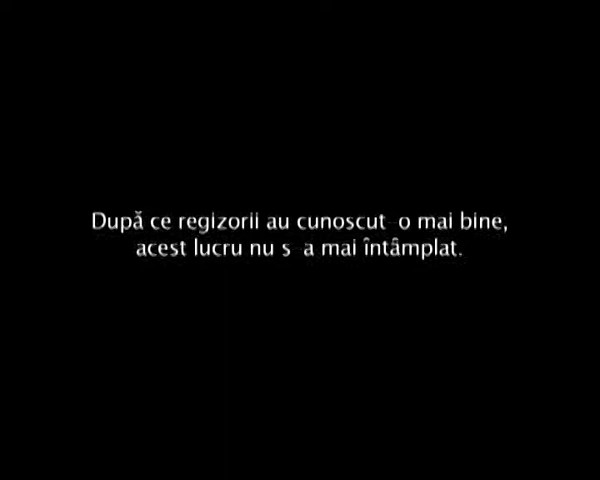 După ce regizorii au cunoscut o mai bine,
acest lucru nu s a mai întâmplat.